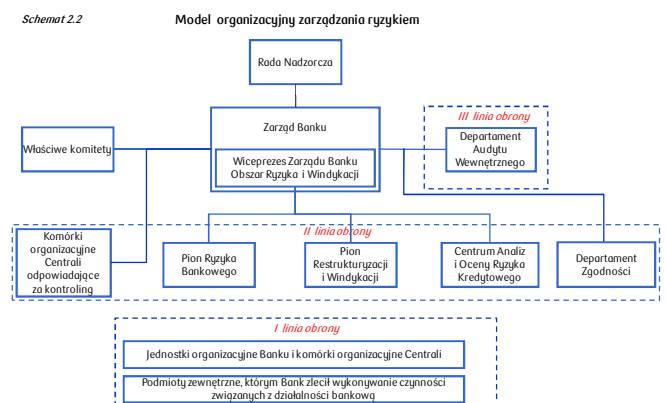 Schemat 2.2
Model organizacyjny zarządzania ryzykiem
Rada Nadzorcza
Zarząd Banku
Wiceprezes Zarządu Banku
Obszar Ryzyka i Windykacji
Właściwe komitety
III linia obrony
Departament
Audytu
Wewnętrznego
II linia obrony
Komórki
organizacyjne
Centrali
odpowiadające
za kontroling
Pion Ryzyka
Bankowego
Pion
Restrukturyzacji
i Windykacji
Centrum Analiz
i Oceny Ryzyka
Kredytowego
Departament
Zgodności
I linia obrony
Jednostki organizacyjne Banku i komórki organizacyjne Centrali
Podmioty zewnętrzne, którym Bank zlecił wykonywanie czynności
związanych z działalności bankową